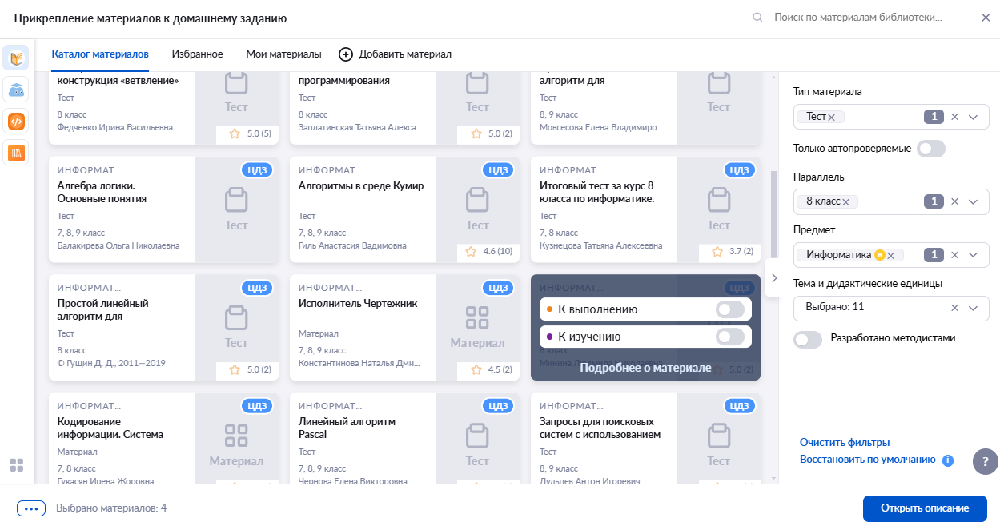 Прикрепление материалов к домашнему заданию
Поиск по материалам библиотеки...
Каталог материалов
Избранное
Мои материалы
Добавить материал
конструкция «ветвление»
Тест
8 класс
Федченко Ирина Васильевна
Тест
5.0 (5)
программирования
Тест
8 класс
Заплатинская Татьяна Алекса...
Тест
5.0 (2)
алгоритм для
Тест
8, 9 класс
Мовсесова Елена Владимиро...
Тест
ИНФОРМАТ...
ЦДЗ
Алгебра логики.
Основные понятия
Тест
7, 8, 9 класс
Балакирева Ольга Николаевна
Тест
ИНФОРМАТ...
ЦДЗ
Алгоритмы в среде Кумир
Тест
7, 8, 9 класс
Гиль Анастасия Вадимовна
Тест
4.6 (10)
ИНФОРМАТ...
ЦДЗ
Итоговый тест за курс 8
класса по информатике.
Тест
7, 8 класс
Кузнецова Татьяна Алексеевна
Тест
3.7 (2)
ИНФОРМАТ...
ЦДЗ
Простой линейный
алгоритм для
Тест
8 класс
© Гущин Д. Д., 2011—2019
Тест
5.0 (2)
ИНФОРМАТ...
ЦДЗ
Исполнитель Чертежник
Материал
7, 8, 9 класс
Константинова Наталья Дми...
Материал
4.5 (2)
ИНФОРМАТ...
ЦДЗ
К выполнению
К изучению
8 класс
Минина Людмила Николаевна
Подробнее о материале
5.0 (2)
ИНФОРМАТ...
ЦДЗ
Кодирование
информации. Система
Материал
7, 8 класс
Гукасян Ирена Жоровна
Материал
ИНФОРМАТ...
ЦДЗ
Линейный алгоритм
Pascal
Тест
7, 8, 9 класс
Чернова Елена Викторовна
Тест
ИНФОРМАТ...
ЦДЗ
Запросы для поисковых
систем с использованием
Тест
8, 9 класс
Дульцев Антон Игоревич
Тест
Тип материала
Тест
1
Только автопроверяемые
Параллель
8 класс
1
Предмет
Информатика
1
Тема и дидактические единицы
Выбрано: 11
Разработано методистами
Очистить фильтры
Восстановить по умолчанию
i
?
Выбрано материалов: 4
Открыть описание